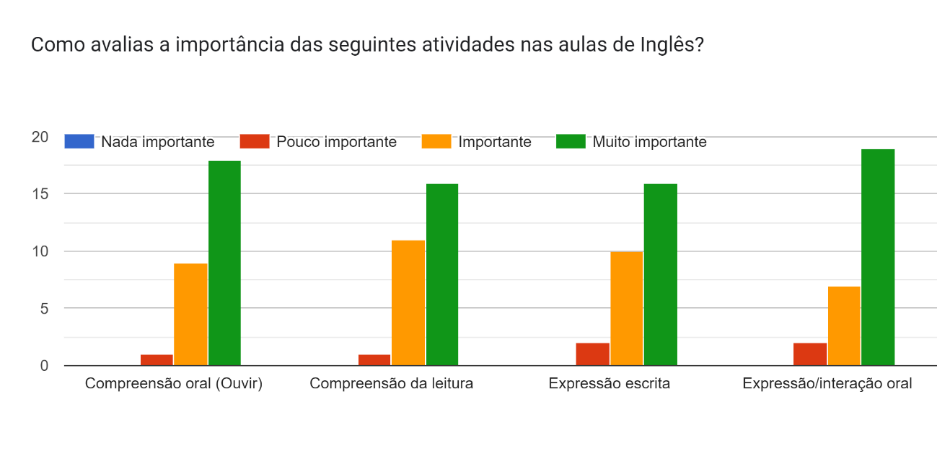 Como avalias a importância das seguintes atividades nas aulas de Inglês?
20
Nada importante Pouco importante Importante Muito importante
15
10
5
0
Compreensão oral (Ouvir) Compreensão da leitura Expressão escrita Expressão/interação oral